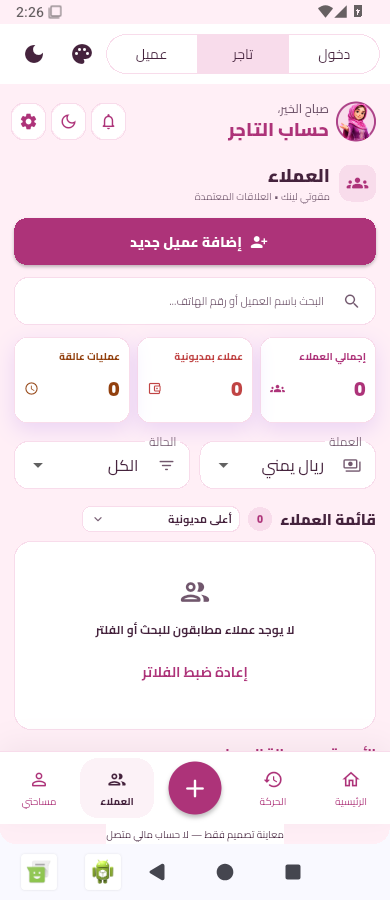 2:26
دخول
تاجر
عميل
صباح الخير،
حساب التاجر
العملاء
مقوتي لينك • العلاقات المعتمدة
إضافة عميل جديد
البحث باسم العميل أو رقم الهاتف...
إجمالي العملاء
0
عملاء بمديونية
0
عمليات عالقة
0
العملة
ريال يمني
الحالة
الكل
قائمة العملاء
0
أعلى مديونية
لا يوجد عملاء مطابقون للبحث أو الفلتر
إعادة ضبط الفلاتر
الرئيسية
الحركة
العملاء
مساحتي
معاينة تصميم فقط — لا حساب مالي متصل